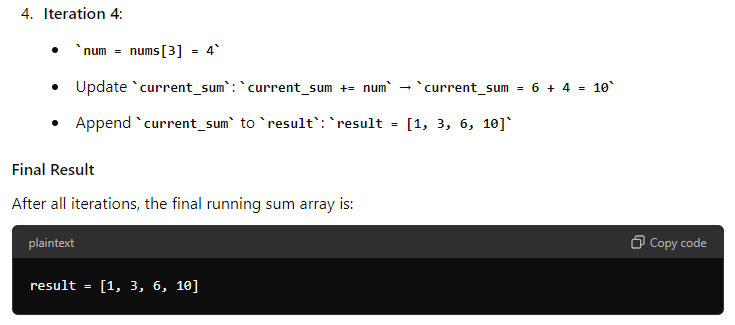 4. Iteration 4:
• `num = nums[3] = 4`
• Update `current_sum`: `current_sum += num` → `current_sum = 6 + 4 = 10`
• Append `current_sum` to `result`: `result = [1, 3, 6, 10]`
Final Result
After all iterations, the final running sum array is:
plaintext Copy code
result = [1, 3, 6, 10]